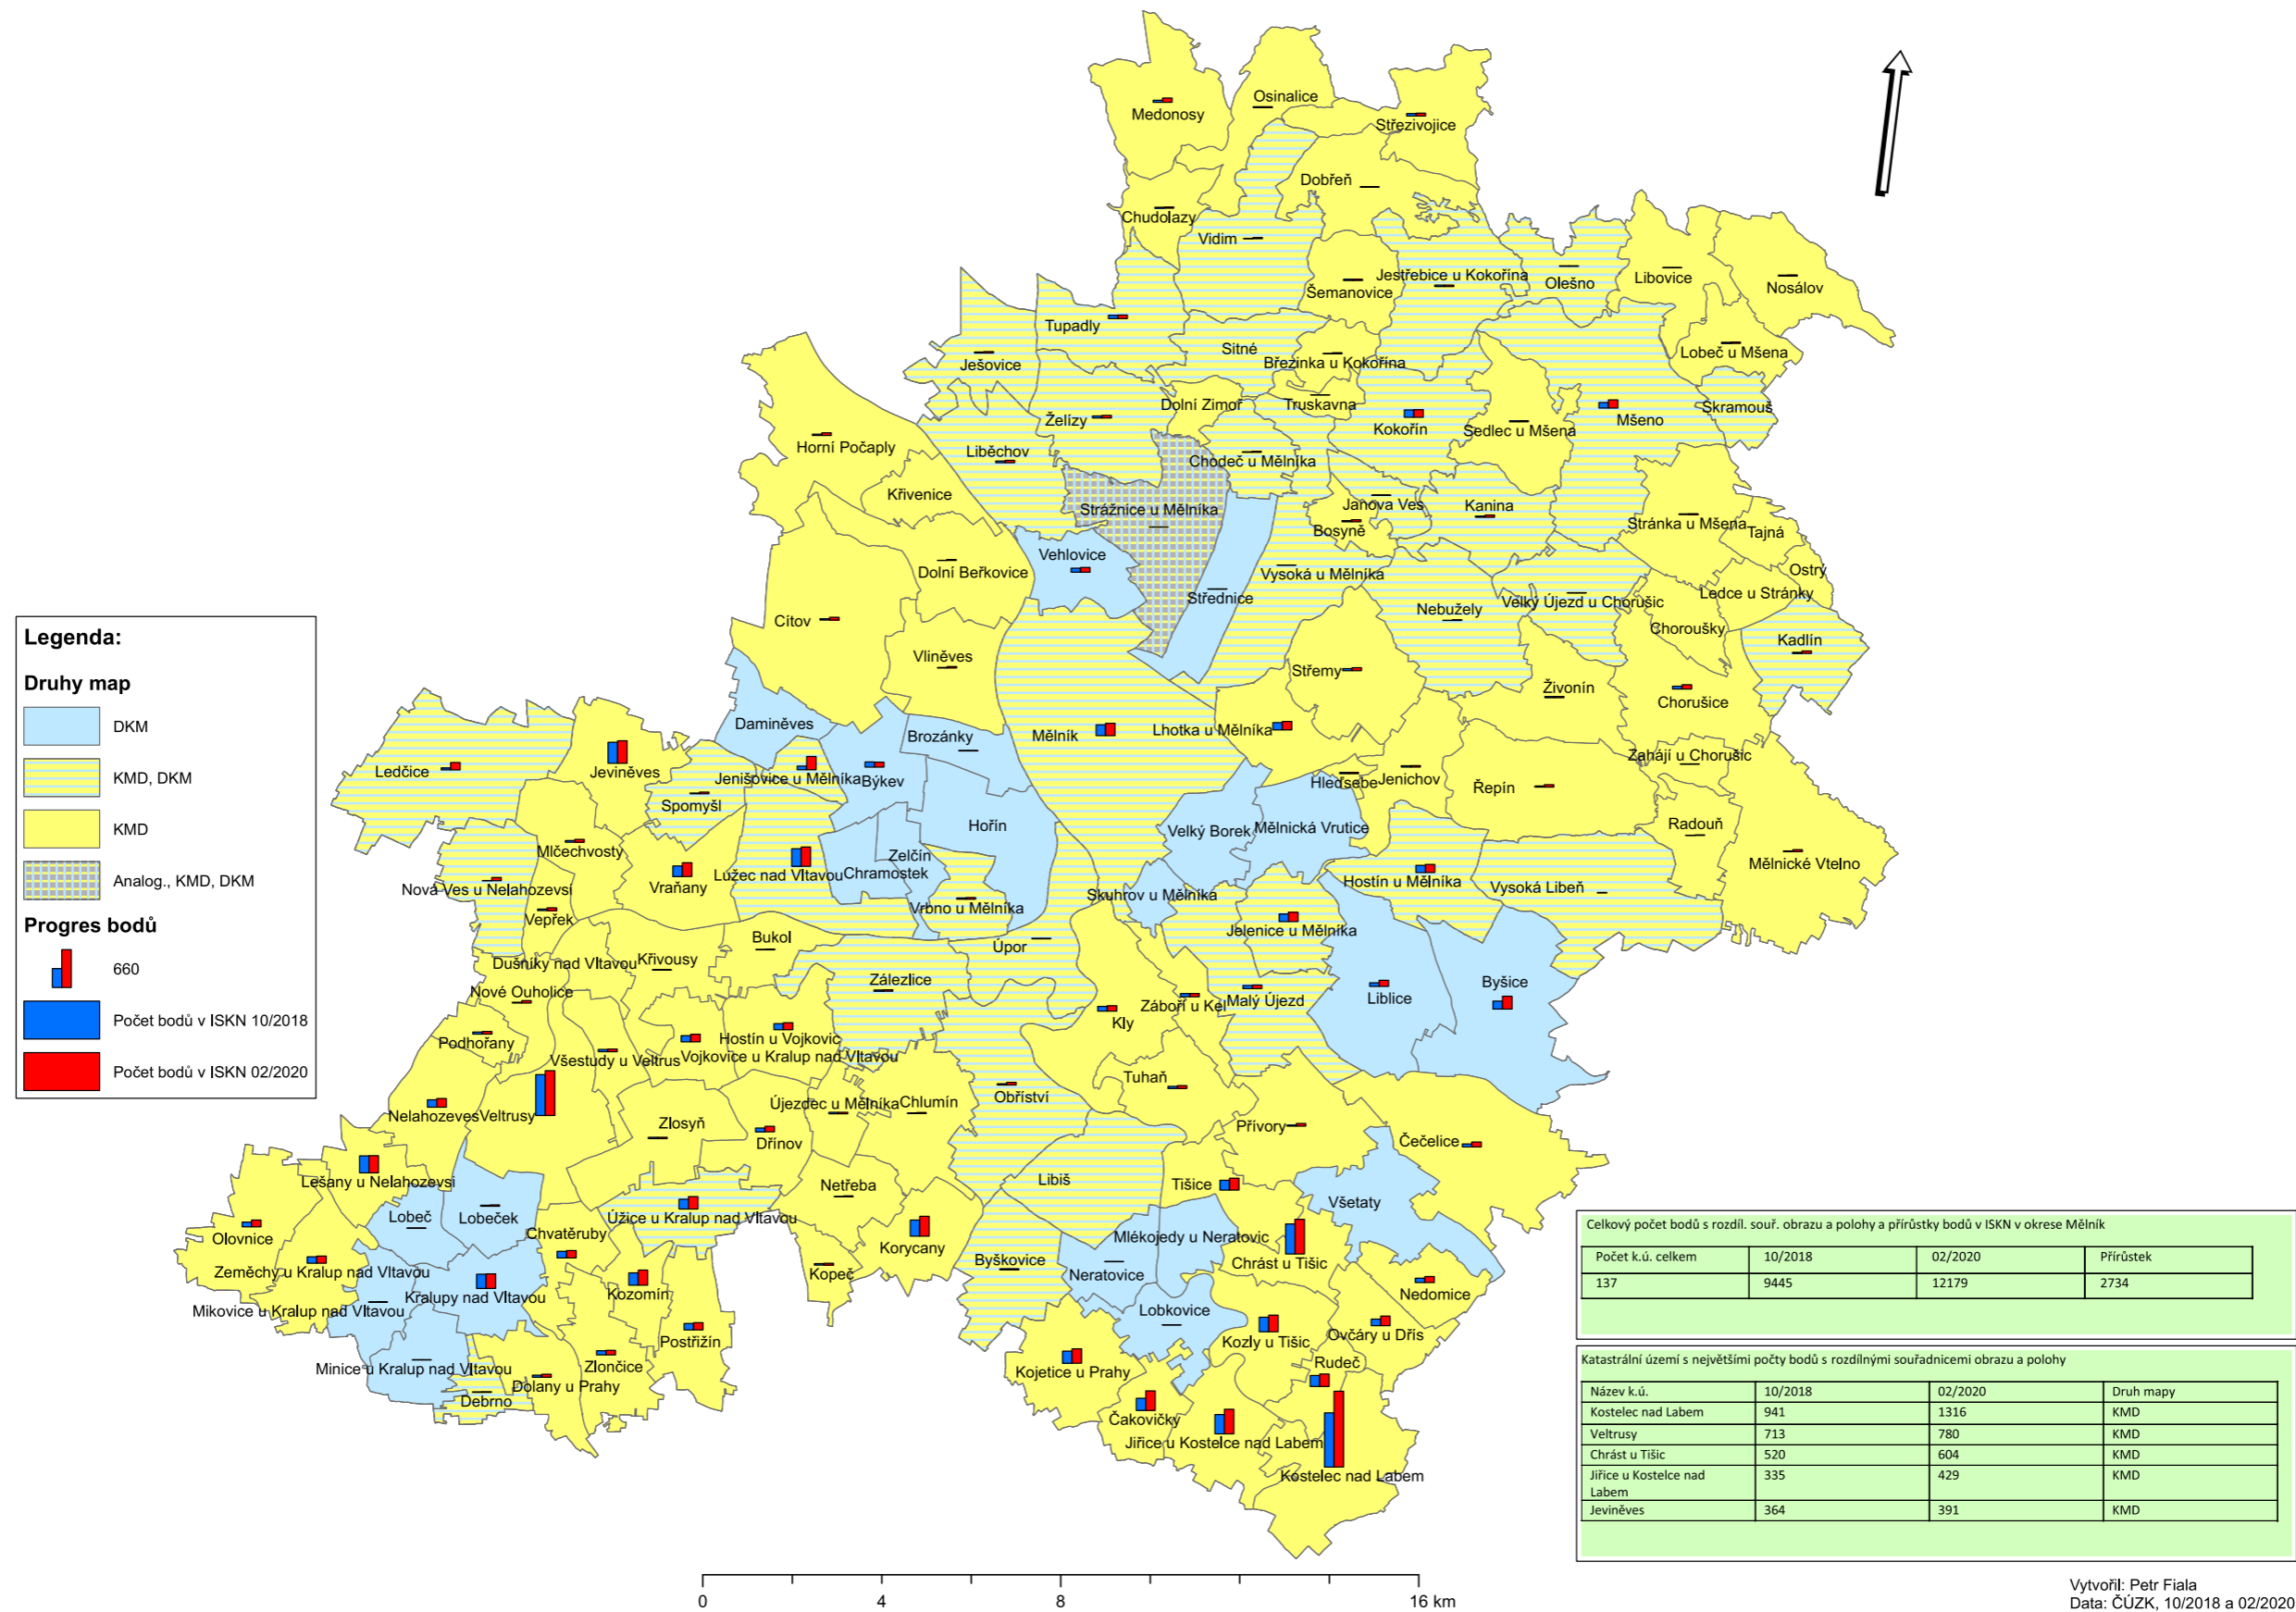 Osinalice
Medonosy
Střezivojice
Dobřeň
Chudolazy
Vidim
Jestřebice u Kokořína
Olešno
Libovice
Nosálov
Šemanovice
Tupadly
Sitné
Lobeč u Mšena
Ješovice
Březinka u Kokořína
Dolní Zimoř
Truskavna
Skramouš
Želízy
Kokořín
Sedlec u Mšena
Mšeno
Horní Počaply
Liběchov
Chodeč u Mělníka
Křivenice
Strážnice u Mělníka
Janova Ves
Kanina
Bosyně
Stránka u Mšena
Tajná
Vehlovice
Dolní Beřkovice
Vysoká u Mělníka
Ostrý
Střednice
Velký Újezd u Chorušic
Ledce u Stránky
Nebužely
Cítov
Choroušky
Kadlín
Vliněves
Střemy
Živonín
Chorušice
Legenda:
Druhy map
DKM
KMD, DKM
KMD
Analog., KMD, DKM
Progres bodů
660
Počet bodů v ISKN 10/2018
Počet bodů v ISKN 02/2020
Daminěves
Brozánky
Mělník
Lhotka u Mělníka
Zahájí u Chorušic
Ledčice
Jeviněves
Jenišovice u Mělníka
Býkev
Hleďsebe
Jenichov
Řepín
Spomyšl
Hořín
Velký Borek
Mělnická Vrutice
Radouň
Mlčechvosty
Zelčín
Mělnické Vtelno
Nová Ves u Nelahozevsi
Vraňany
Lužec nad Vltavou
Chramostek
Hostín u Mělníka
Vysoká Libeň
Skuhrov u Mělníka
Vrbno u Mělníka
Vepřek
Jelenice u Mělníka
Bukol
Úpor
Dušníky nad Vltavou
Křivousy
Zálezlice
Byšice
Nové Ouholice
Liblice
Malý Újezd
Záboří u Kel
Kly
Podhořany
Hostín u Vojkovic
Všestudy u Veltrus
Vojkovice u Kralup nad Vltavou
Tuhaň
Obříství
Újezdec u Mělníka
Chlumín
Nelahozeves
Veltrusy
Zlosyň
Dřínov
Přívory
Čečelice
Lešany u Nelahozevsi
Netřeba
Libiš
Tišice
Všetaty
Lobeč
Lobeček
Úžice u Kralup nad Vltavou
Olovnice
Chvatěruby
Korycany
Mlékojedy u Neratovic
Byškovice
Chrást u Tišic
Zeměchy u Kralup nad Vltavou
Kopeč
Neratovice
Kralupy nad Vltavou
Kozomín
Nedomice
Mikovice u Kralup nad Vltavou
Lobkovice
Postřižín
Kozly u Tišic
Ovčáry u Dřís
Minice u Kralup nad Vltavou
Zlončice
Kojetice u Prahy
Rudeč
Dolany u Prahy
Debrno
Čakovičky
Jiřice u Kostelce nad Labem
Kostelec nad Labem
Celkový počet bodů s rozdíl. souř. obrazu a polohy a přírůstky bodů v ISKN v okrese Mělník
Počet k.ú. celkem 10/2018 02/2020 Přírůstek
137 9445 12179 2734
Katastrální území s největšími počty bodů s rozdílnými souřadnicemi obrazu a polohy
Název k.ú. 10/2018 02/2020 Druh mapy
Kostelec nad Labem 941 1316 KMD
Veltrusy 713 780 KMD
Chrást u Tišic 520 604 KMD
Jiřice u Kostelce nad 335 429 KMD
Labem
Jeviněves 364 391 KMD
0 4 8 16 km
Vytvořil: Petr Fiala
Data: ČÚZK, 10/2018 a 02/2020